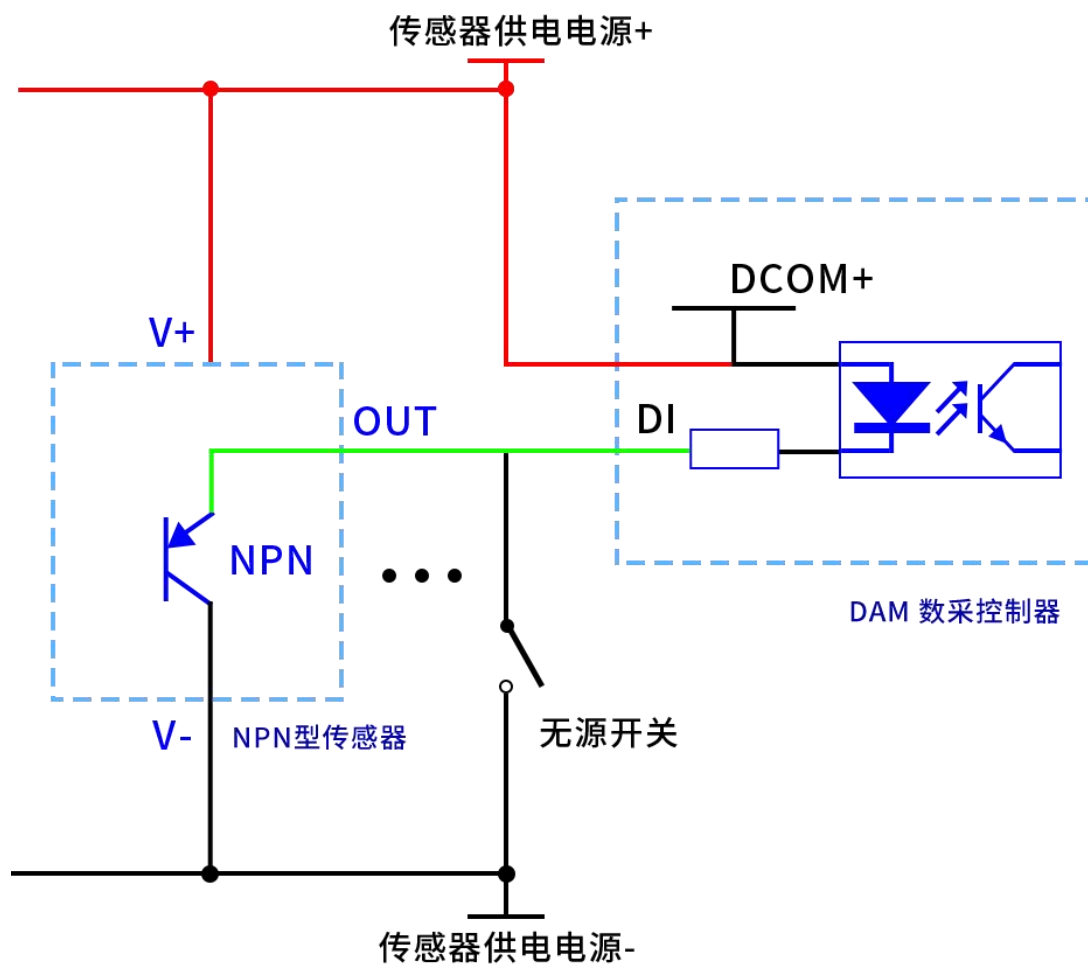 传感器供电电源+
DCOM+
V+
OUT
DI
NPN
DAM 数采控制器
V-
NPN型传感器
无源开关
传感器供电电源-